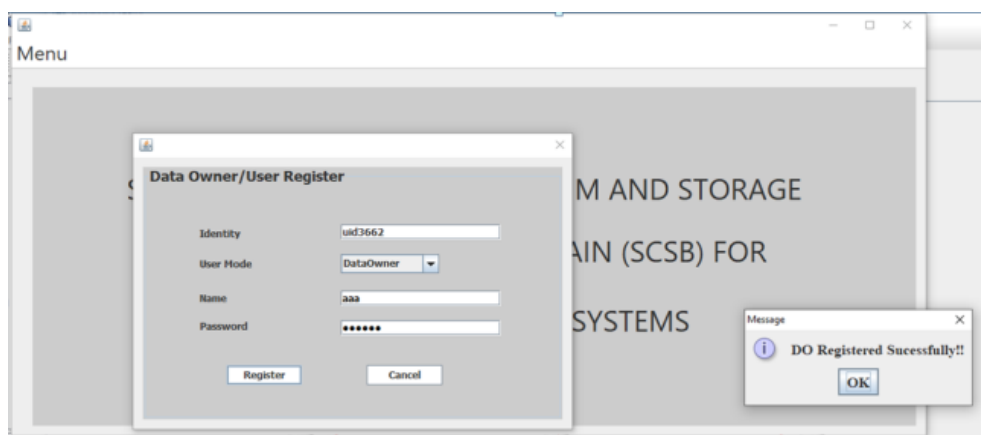 Menu
Data Owner/User Register
M AND STORAGE
Identity
uid3662
AIN (SCSB) FOR
User Mode
DataOwner
Name
aaa
SYSTEMS
Message
Password
••••••
DO Registered Sucessfully!!
Register
Cancel
OK